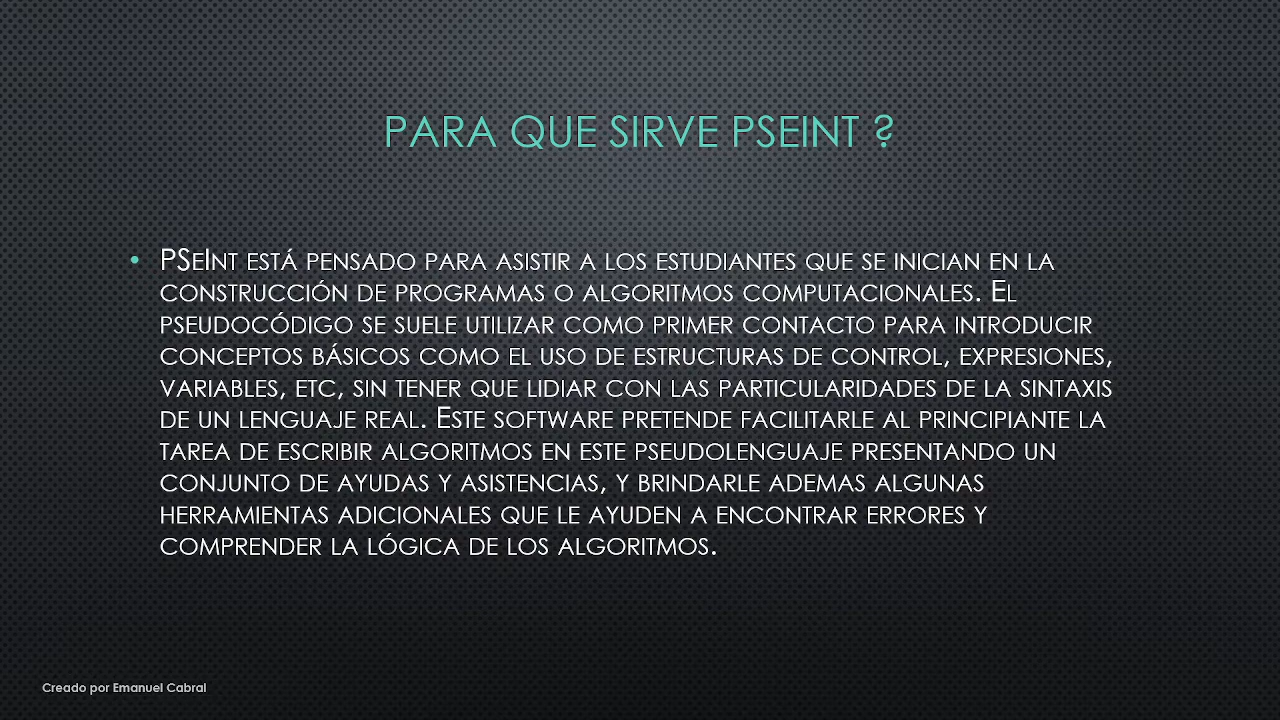 PARA QUE SIRVE PSEINT ?
• PSeInt está pensado para asistir a los estudiantes que se inician en la
construcción de programas o algoritmos computacionales. El
pseudocódigo se suele utilizar como primer contacto para introducir
conceptos básicos como el uso de estructuras de control, expresiones,
variables, etc, sin tener que lidiar con las particularidades de la sintaxis
de un lenguaje real. Este software pretende facilitarle al principiante la
tarea de escribir algoritmos en este pseudolenguaje presentando un
conjunto de ayudas y asistencias, y brindarle ademas algunas
herramientas adicionales que le ayuden a encontrar errores y
comprender la lógica de los algoritmos.
Creado por Emanuel Cabral